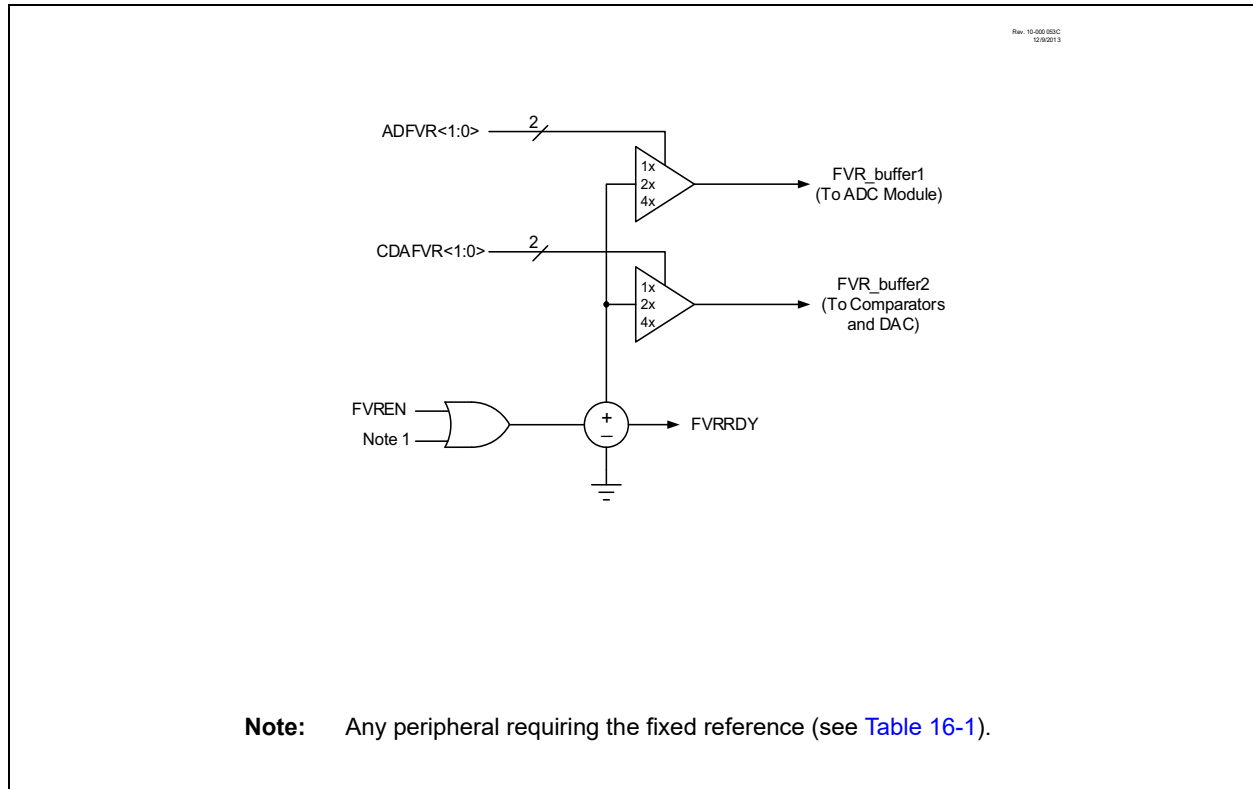 Rev. 10-000 053C
12/9/2013
ADFVR<1:0>
2
1x
2x
4x
FVR_buffer1
(To ADC Module)
CDAFVR<1:0>
2
1x
2x
4x
FVR_buffer2
(To Comparators
and DAC)
FVREN
Note 1
+
_
FVRRDY
Note: Any peripheral requiring the fixed reference (see Table 16-1).